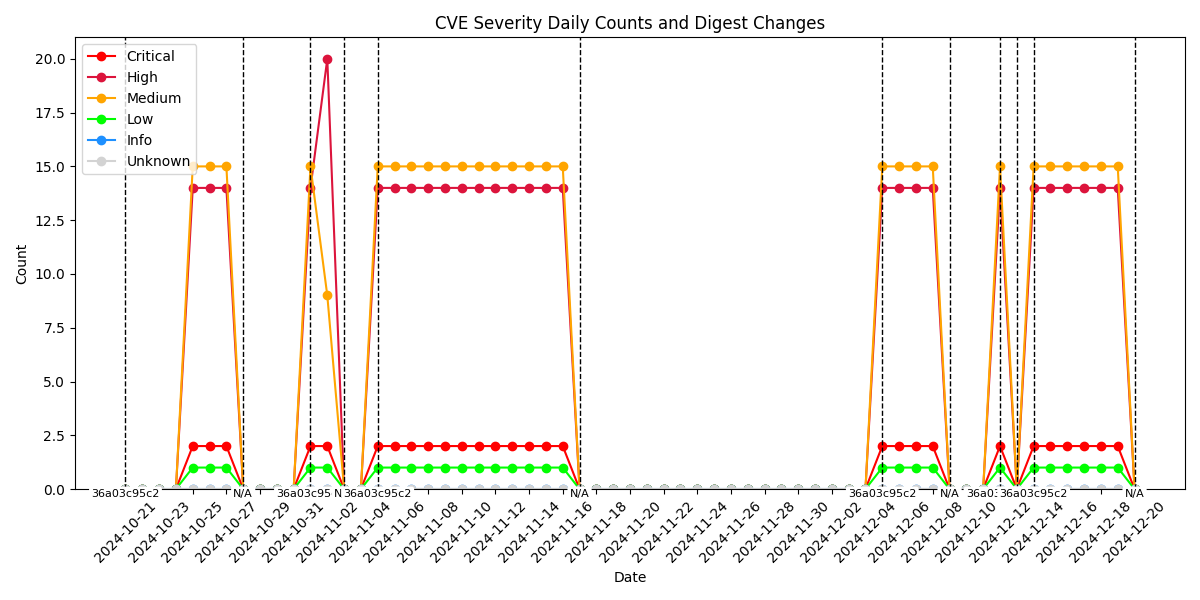 CVE Severity Daily Counts and Digest Changes
Critical
High
Medium
Low
Info
Unknown
Count
20.0
17.5
15.0
12.5
10.0
7.5
5.0
2.5
0.0
36a03c95c2
N/A
36a03c95
N
36a03c95c2
N/A
36a03c95c2
N/A
36a0
36a03c95c2
N/A
2024-10-21
2024-10-23
2024-10-25
2024-10-27
2024-10-29
2024-10-31
2024-11-02
2024-11-04
2024-11-06
2024-11-08
2024-11-10
2024-11-12
2024-11-14
2024-11-16
2024-11-18
2024-11-20
2024-11-22
2024-11-24
2024-11-26
2024-11-28
2024-11-30
2024-12-02
2024-12-04
2024-12-06
2024-12-08
2024-12-10
2024-12-12
2024-12-14
2024-12-16
2024-12-18
2024-12-20
Date